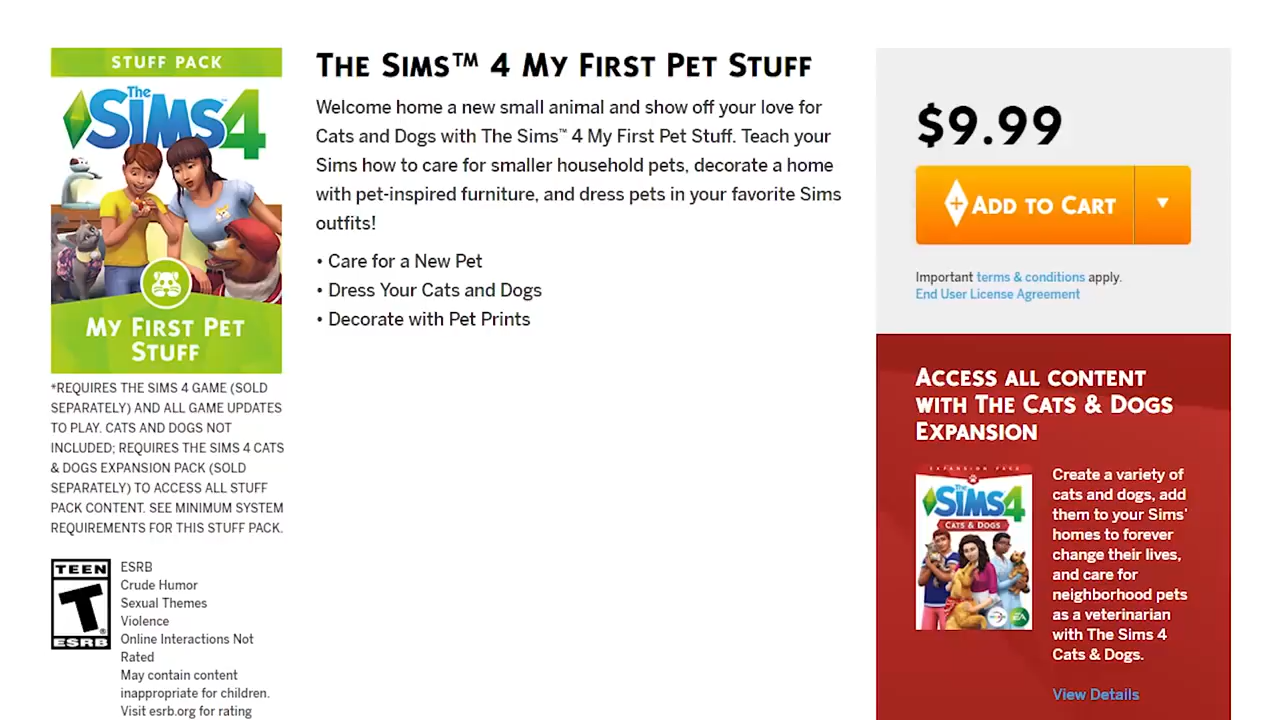 STUFF PACK
The SIMS 4
MY FIRST PET
STUFF
*REQUIRES THE SIMS 4 GAME (SOLD
SEPARATELY) AND ALL GAME UPDATES
TO PLAY. CATS AND DOGS NOT
INCLUDED; REQUIRES THE SIMS 4 CATS
& DOGS EXPANSION PACK (SOLD
SEPARATELY) TO ACCESS ALL STUFF
PACK CONTENT. SEE MINIMUM SYSTEM
REQUIREMENTS FOR THIS STUFF PACK.
TEEN
T
ESRB
ESRB
Crude Humor
Sexual Themes
Violence
Online Interactions Not
Rated
May contain content
inappropriate for children.
Visit esrb.org for rating
THE SIMS™ 4 MY FIRST PET STUFF
Welcome home a new small animal and show off your love for
Cats and Dogs with The Sims™ 4 My First Pet Stuff. Teach your
Sims how to care for smaller household pets, decorate a home
with pet-inspired furniture, and dress pets in your favorite Sims
outfits!
• Care for a New Pet
• Dress Your Cats and Dogs
• Decorate with Pet Prints
$9.99
ADD TO CART
Important terms & conditions apply.
End User License Agreement
ACCESS ALL CONTENT
WITH THE CATS & DOGS
EXPANSION
EXPANSION PACK
The SIMS 4
CATS & DOGS
EA
Create a variety of
cats and dogs, add
them to your Sims'
homes to forever
change their lives,
and care for
neighborhood pets
as a veterinarian
with The Sims 4
Cats & Dogs.
View Details